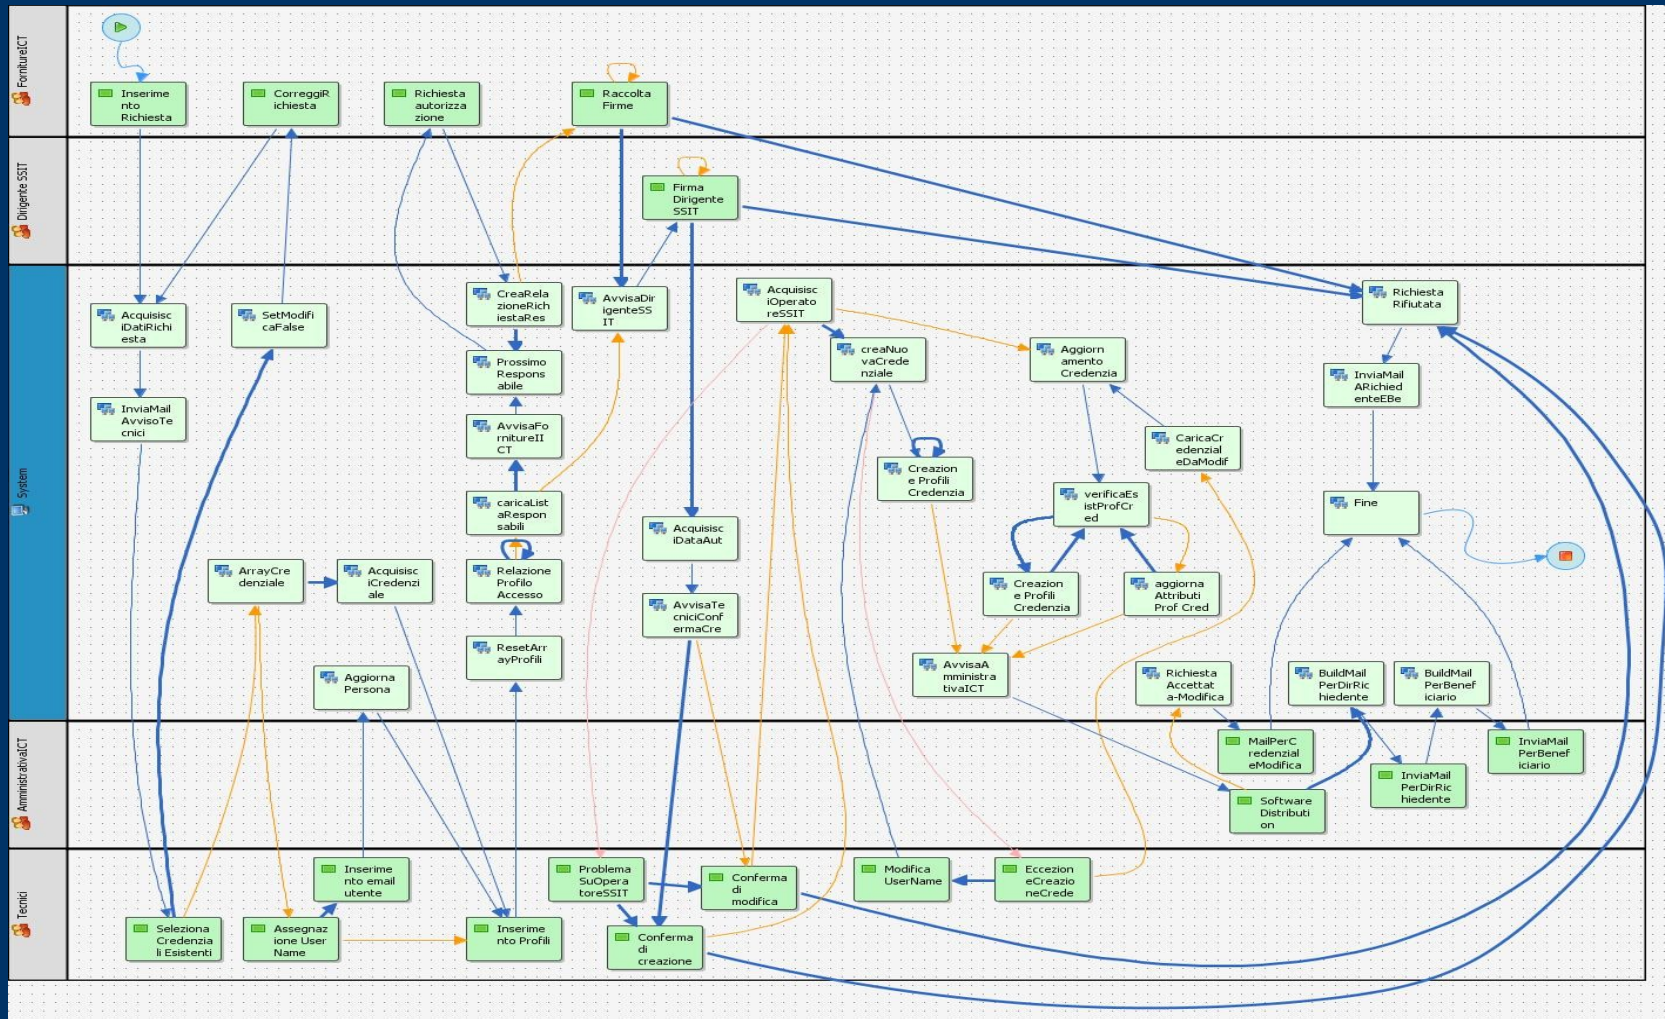 FornitureICT
Inserime
nto
Richiesta
CorreggiR
ichiesta
Richiesta
autorizza
zione
Raccolta
Firme
Dirigente SSIT
Firma
Dirigente
SSIT
System
Acquisisc
iDatiRichi
esta
SetModifi
caFalse
CreaRela
zioneRich
iestaRes
AvvisaDi
rigenteSS
IT
Acquisisc
iOperato
reSSIT
Richiesta
Rifiutata
creaNuo
vaCrede
nziale
Aggiorn
amento
Credenzia
Prossimo
Respons
abile
InviaMail
ARichied
enteEBe
InviaMail
AvvisoTe
cnici
AvvisaFo
rnitureII
CT
CaricaCr
edenzial
eDaModif
Creazion
e Profili
Credenzia
verificaEs
istProfCr
ed
Fine
caricaList
aRespon
sabili
Acquisisc
iDataAut
ArrayCre
denziale
Acquisisc
iCredenzi
ale
Relazione
Profilo
Accesso
Creazion
e Profili
Credenzia
aggiorna
Attributi
Prof Cred
AvvisaTe
cniciConf
ermaCre
ResetArr
ayProfili
AvvisaA
mministra
tivaICT
Aggiorna
Persona
Richiesta
Accettat
a-Modifica
BuildMail
PerDirRic
hiedente
BuildMail
PerBenef
iciario
AmministrativaICT
MailPerC
redenzial
eModifica
InviaMail
PerBenef
iciario
InviaMail
PerDirRic
hiedente
Software
Distributi
on
Tecnici
Inserime
nto email
utente
Problema
SuOpera
toreSSIT
Conferma
di
modifica
Modifica
UserName
Eccezion
eCreazio
neCrede
Seleziona
Credenzia
li Esistenti
Assegnaz
ione User
Name
Inserime
nto Profili
Conferma
di
creazione